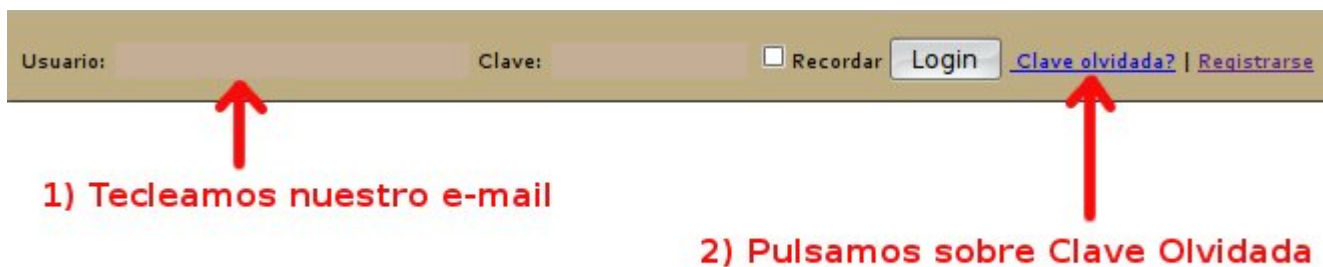 Usuario: Clave: Recordar Login Clave olvidada? | Registrarse
1) Tecleamos nuestro e-mail
2) Pulsamos sobre Clave Olvidada